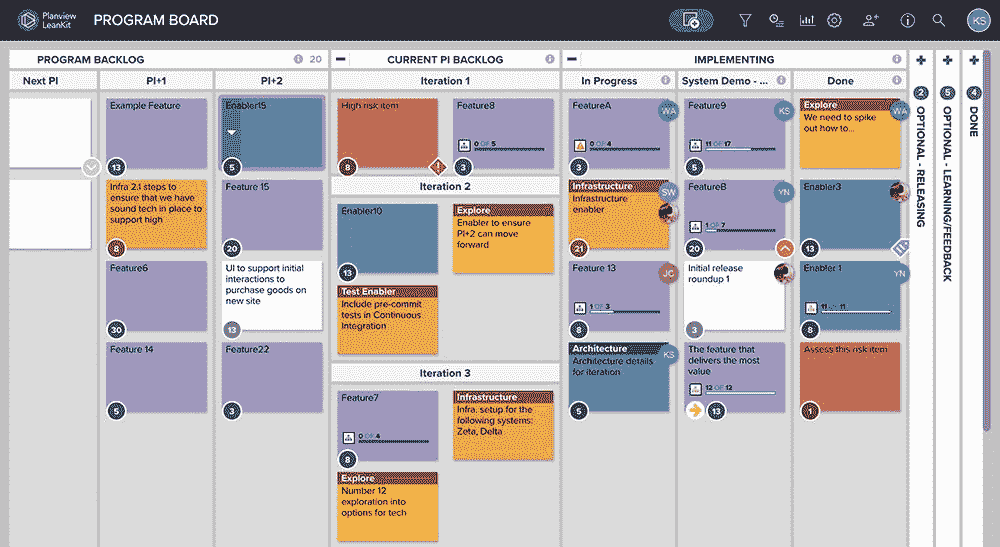 Planview
LeanKit
PROGRAM BOARD
KS
PROGRAM BACKLOG
20
CURRENT PI BACKLOG
IMPLEMENTING
Next PI
PI+1
PI+2
Iteration 1
In Progress
System Demo - ...
Done
Example Feature
13
Enabler15
5
High risk item
8
Feature8
0 OF 5
3
FeatureA
WA
0 OF 4
3
Feature9
KS
11 OF 17
5
Explore
WA
We need to spike
out how to...
Infra 2.1 steps to
ensure that we have
sound tech in place to
support high
8
Feature 15
20
Iteration 2
Enabler10
13
Explore
Enabler to ensure
PI+2 can move
forward
Infrastructure
SW
Infrastructure
enabler
21
FeatureB
YN
1 OF 7
20
Enabler3
13
Feature6
30
UI to support initial
interactions to
purchase goods on
new site
13
Test Enabler
Include pre-commit
tests in Continuous
Integration
Feature 13
JC
1 OF 3
8
Initial release
roundup 1
3
Enabler 1
YN
11 OF 11
8
Feature 14
5
Feature22
3
Iteration 3
Feature7
0 OF 4
8
Infrastructure
Infra. setup for the
following systems:
Zeta, Delta
Explore
Number 12
exploration into
options for tech
Architecture
KS
Architecture details
for iteration
5
The feature that
delivers the most
value
12 OF 12
13
Assess this risk item
1
2
OPTIONAL - RELEASING
5
OPTIONAL - LEARNING/FEEDBACK
4
DONE